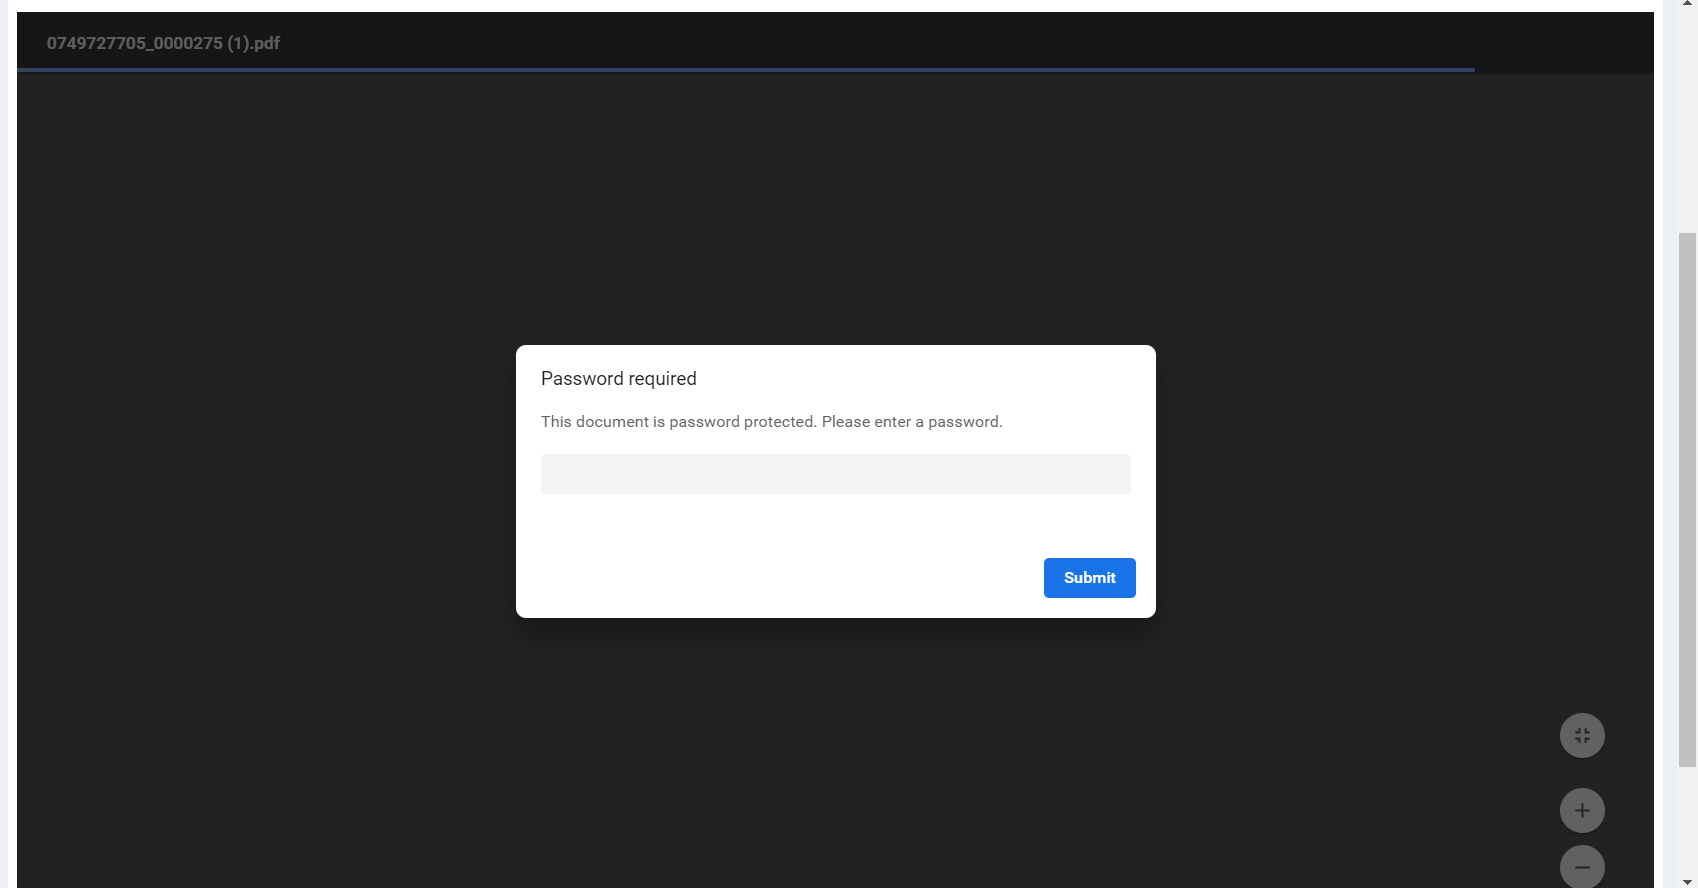 0749727705_0000275 (1).pdf
Password required
This document is password protected. Please enter a password.
Submit